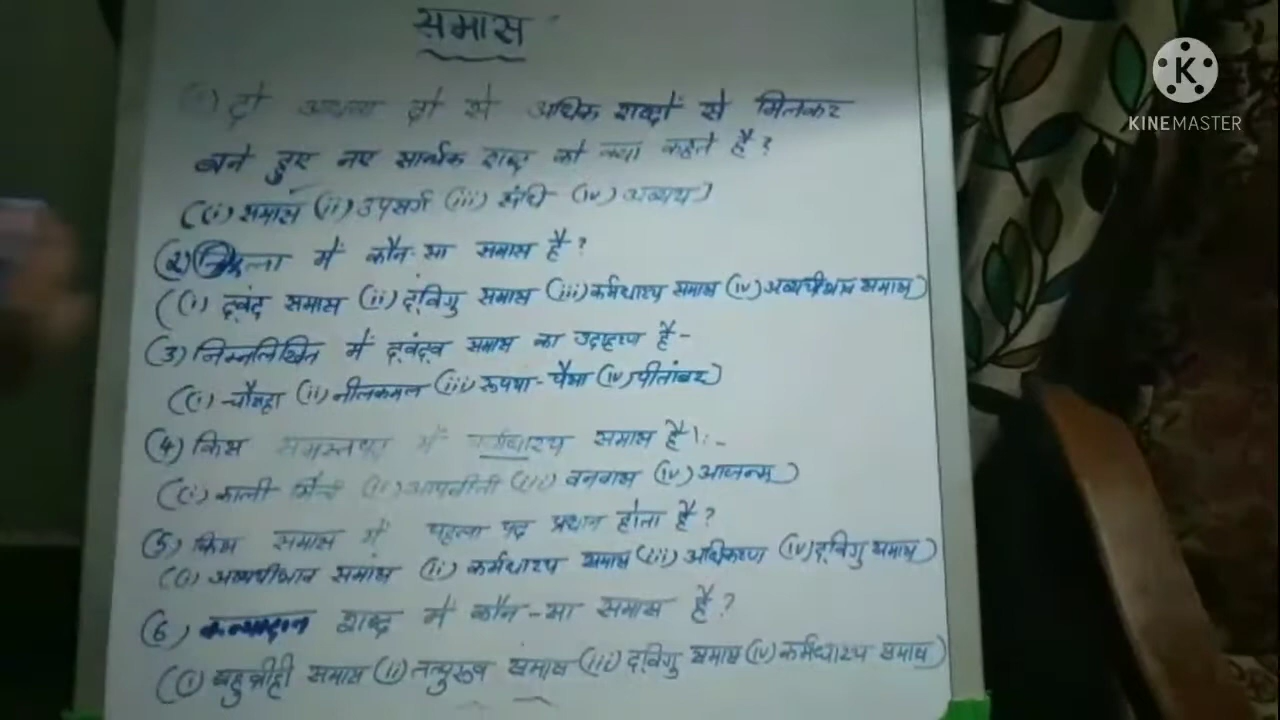 समास
दो अथवा दो से अधिक शब्दों से मिलकर
बने हुए नए सार्थक शब्द को क्या कहते है?
((i) समास (ii) उपसर्ग (iii) संधि (iv) अव्यय)
(2) में कौन-सा समास है?
((i) द्वंद्व समास (ii) द्विगु समास (iii) कर्मधारय समास (iv) अव्ययीभाव समास)
(3) निम्नलिखित में द्वंद्व समास का उदाहरण है-
((i) चौराहा (ii) नीलकमल (iii) रूपया-पैसा (iv) पीतांबर)
(4) किस समस्तपद में कर्मधारय समास है।:-
((i) काली मिर्च (ii) आपबीती (iii) वनवास (iv) आजन्म)
(5) किस समास में पहला पद प्रधान होता है?
(i) अव्ययीभाव समास (ii) कर्मधारय समास (iii) अधिकरण (iv) द्विगु समास)
(6) कन्यादान शब्द में कौन-सा समास है?
(i) बहुव्रीही समास (ii) तत्पुरूष समास (iii) द्विगु समास (iv) कर्मधारय समास)
K
KINEMASTER